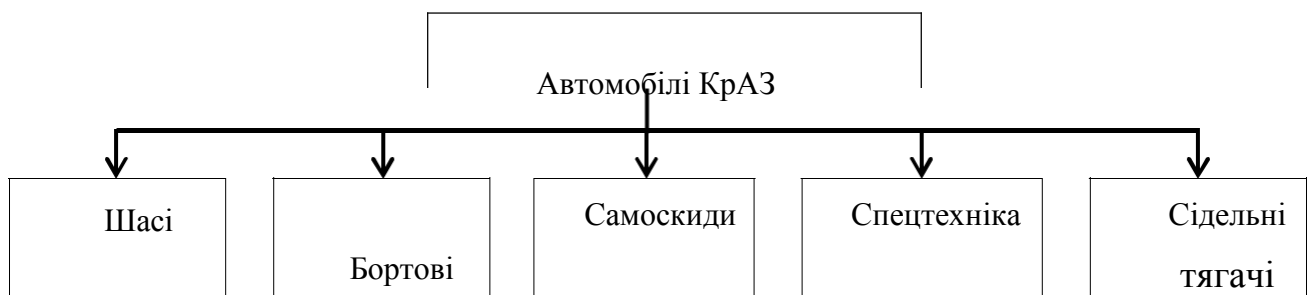 Автомобілі КрАЗ
Шасі
Бортові
Самоскиди
Спецтехніка
Сідельні
тягачі